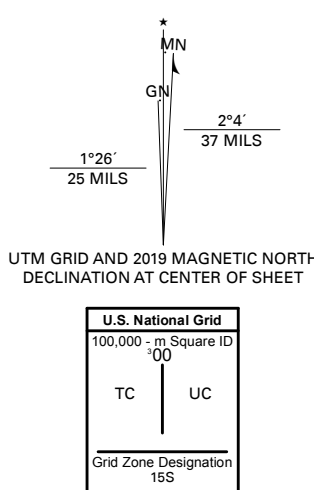 ★
MN
GN
1°26´
25 MILS
2°4´
37 MILS
UTM GRID AND 2019 MAGNETIC NORTH
DECLINATION AT CENTER OF SHEET
U.S. National Grid
100,000 - m Square ID
³00
TC UC
Grid Zone Designation
15S